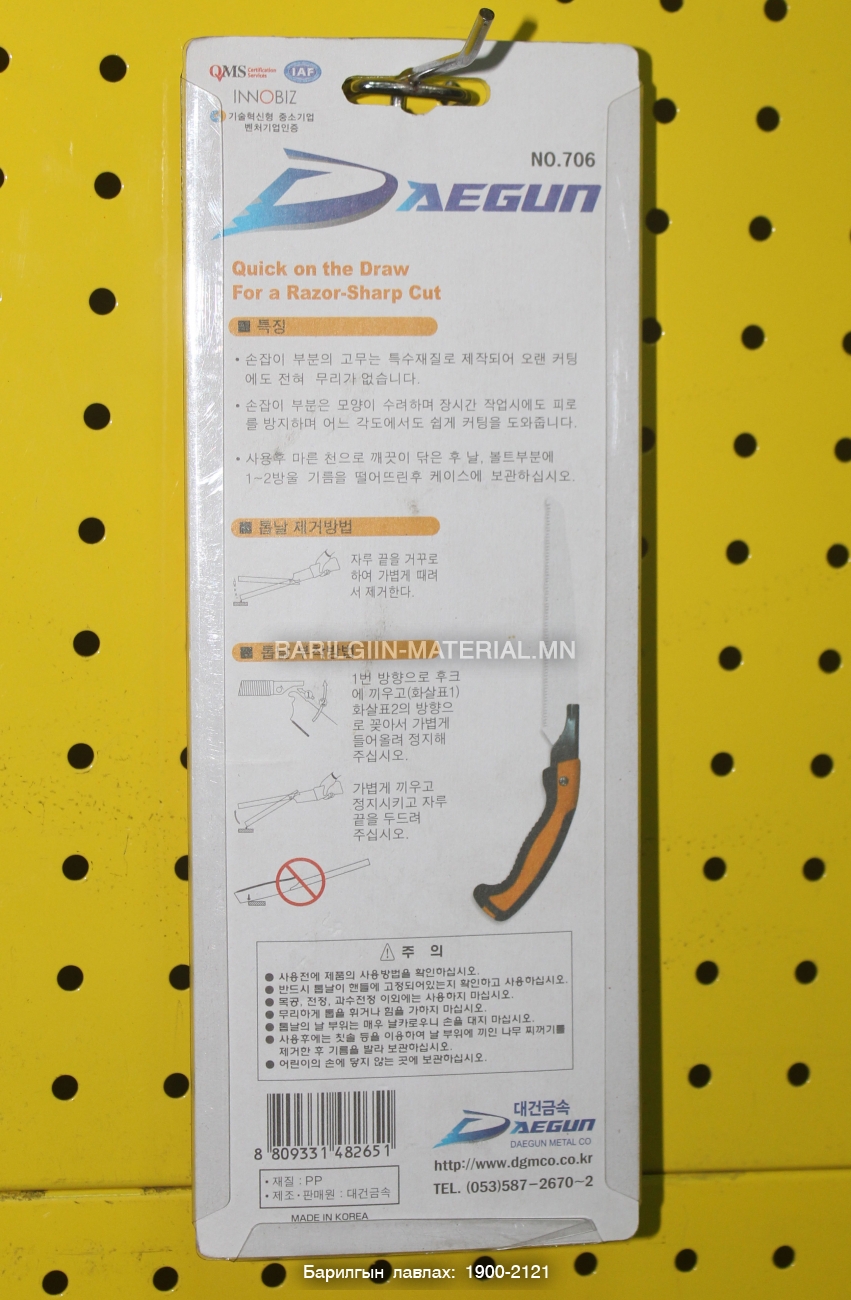 QMS Certification Services IAF
INNOBIZ
기술혁신형 중소기업
벤처기업인증
NO.706
DAEGUN
Quick on the Draw
For a Razor-Sharp Cut
특징
• 손잡이 부분의 고무는 특수재질로 제작되어 오랜 커팅
에도 전혀 무리가 없습니다.
• 손잡이 부분은 모양이 수려하며 장시간 작업시에도 피로
를 방지하며 어느 각도에서도 쉽게 커팅을 도와줍니다.
• 사용후 마른 천으로 깨끗이 닦은 후 날, 볼트부분에
1~2방울 기름을 떨어뜨린후 케이스에 보관하십시오.
톱날 제거방법
자루 끝을 거꾸로
하여 가볍게 때려
서 제거한다.
BARILGIIN-MATERIAL.MN
1번 방향으로 후크
에 끼우고(화살표1)
화살표2의 방향으
로 꽂아서 가볍게
들어올려 정지해
주십시오.
가볍게 끼우고
정지시키고 자루
끝을 두드려
주십시오.
주 의
● 사용전에 제품의 사용방법을 확인하십시오.
● 반드시 톱날이 핸들에 고정되어있는지 확인하고 사용하십시오.
● 목공, 전정, 과수전정 이외에는 사용하지 마십시오.
● 무리하게 톱을 휘거나 힘을 가하지 마십시오.
● 톱날의 날 부위는 매우 날카로우니 손을 대지 마십시오.
● 사용후에는 칫솔 등을 이용하여 날 부위에 끼인 나무 찌꺼기를
제거한 후 기름을 발라 보관하십시오.
● 어린이의 손에 닿지 않는 곳에 보관하십시오.
8 809331 482651
• 재질 : PP
• 제조 · 판매원 : 대건금속
MADE IN KOREA
대건금속
DAEGUN
DAEGUN METAL CO
http://www.dgmco.co.kr
TEL. (053)587-2670~2
Барилгын лавлах: 1900-2121